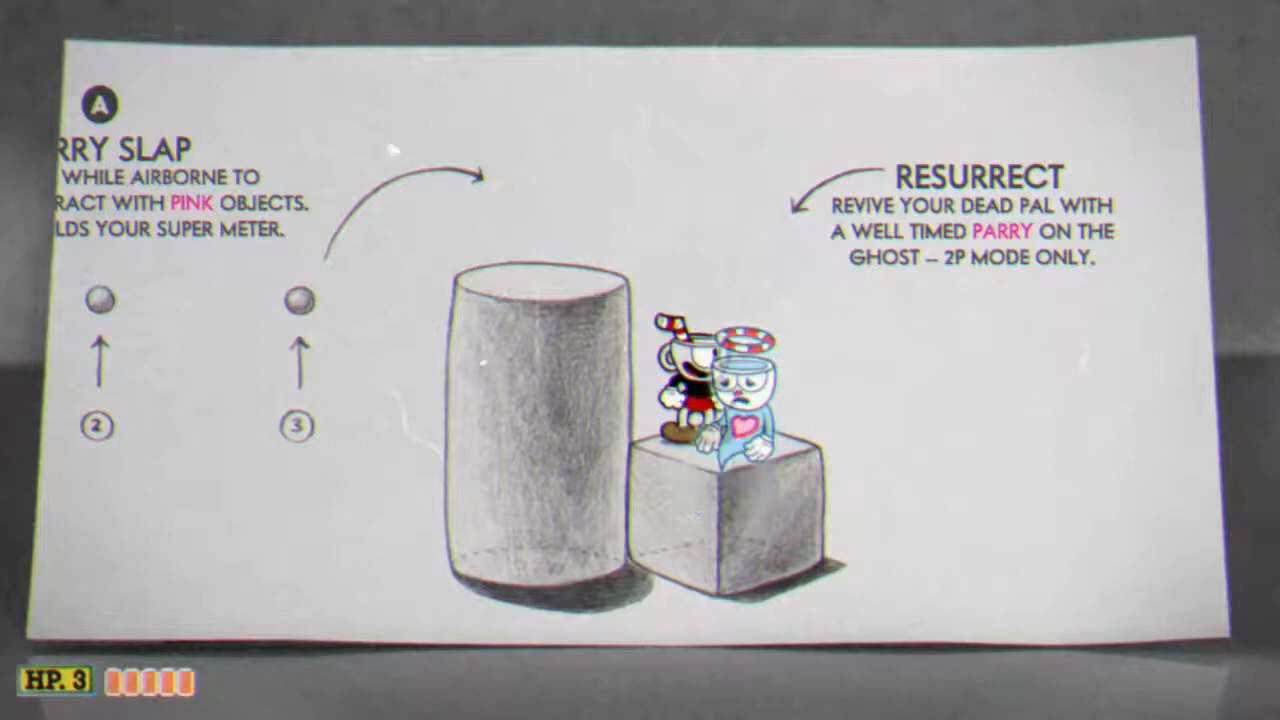 A
RRY SLAP
WHILE AIRBORNE TO
RACT WITH PINK OBJECTS.
LDS YOUR SUPER METER.
2
3
RESURRECT
REVIVE YOUR DEAD PAL WITH
A WELL TIMED PARRY ON THE
GHOST – 2P MODE ONLY.
HP. 3